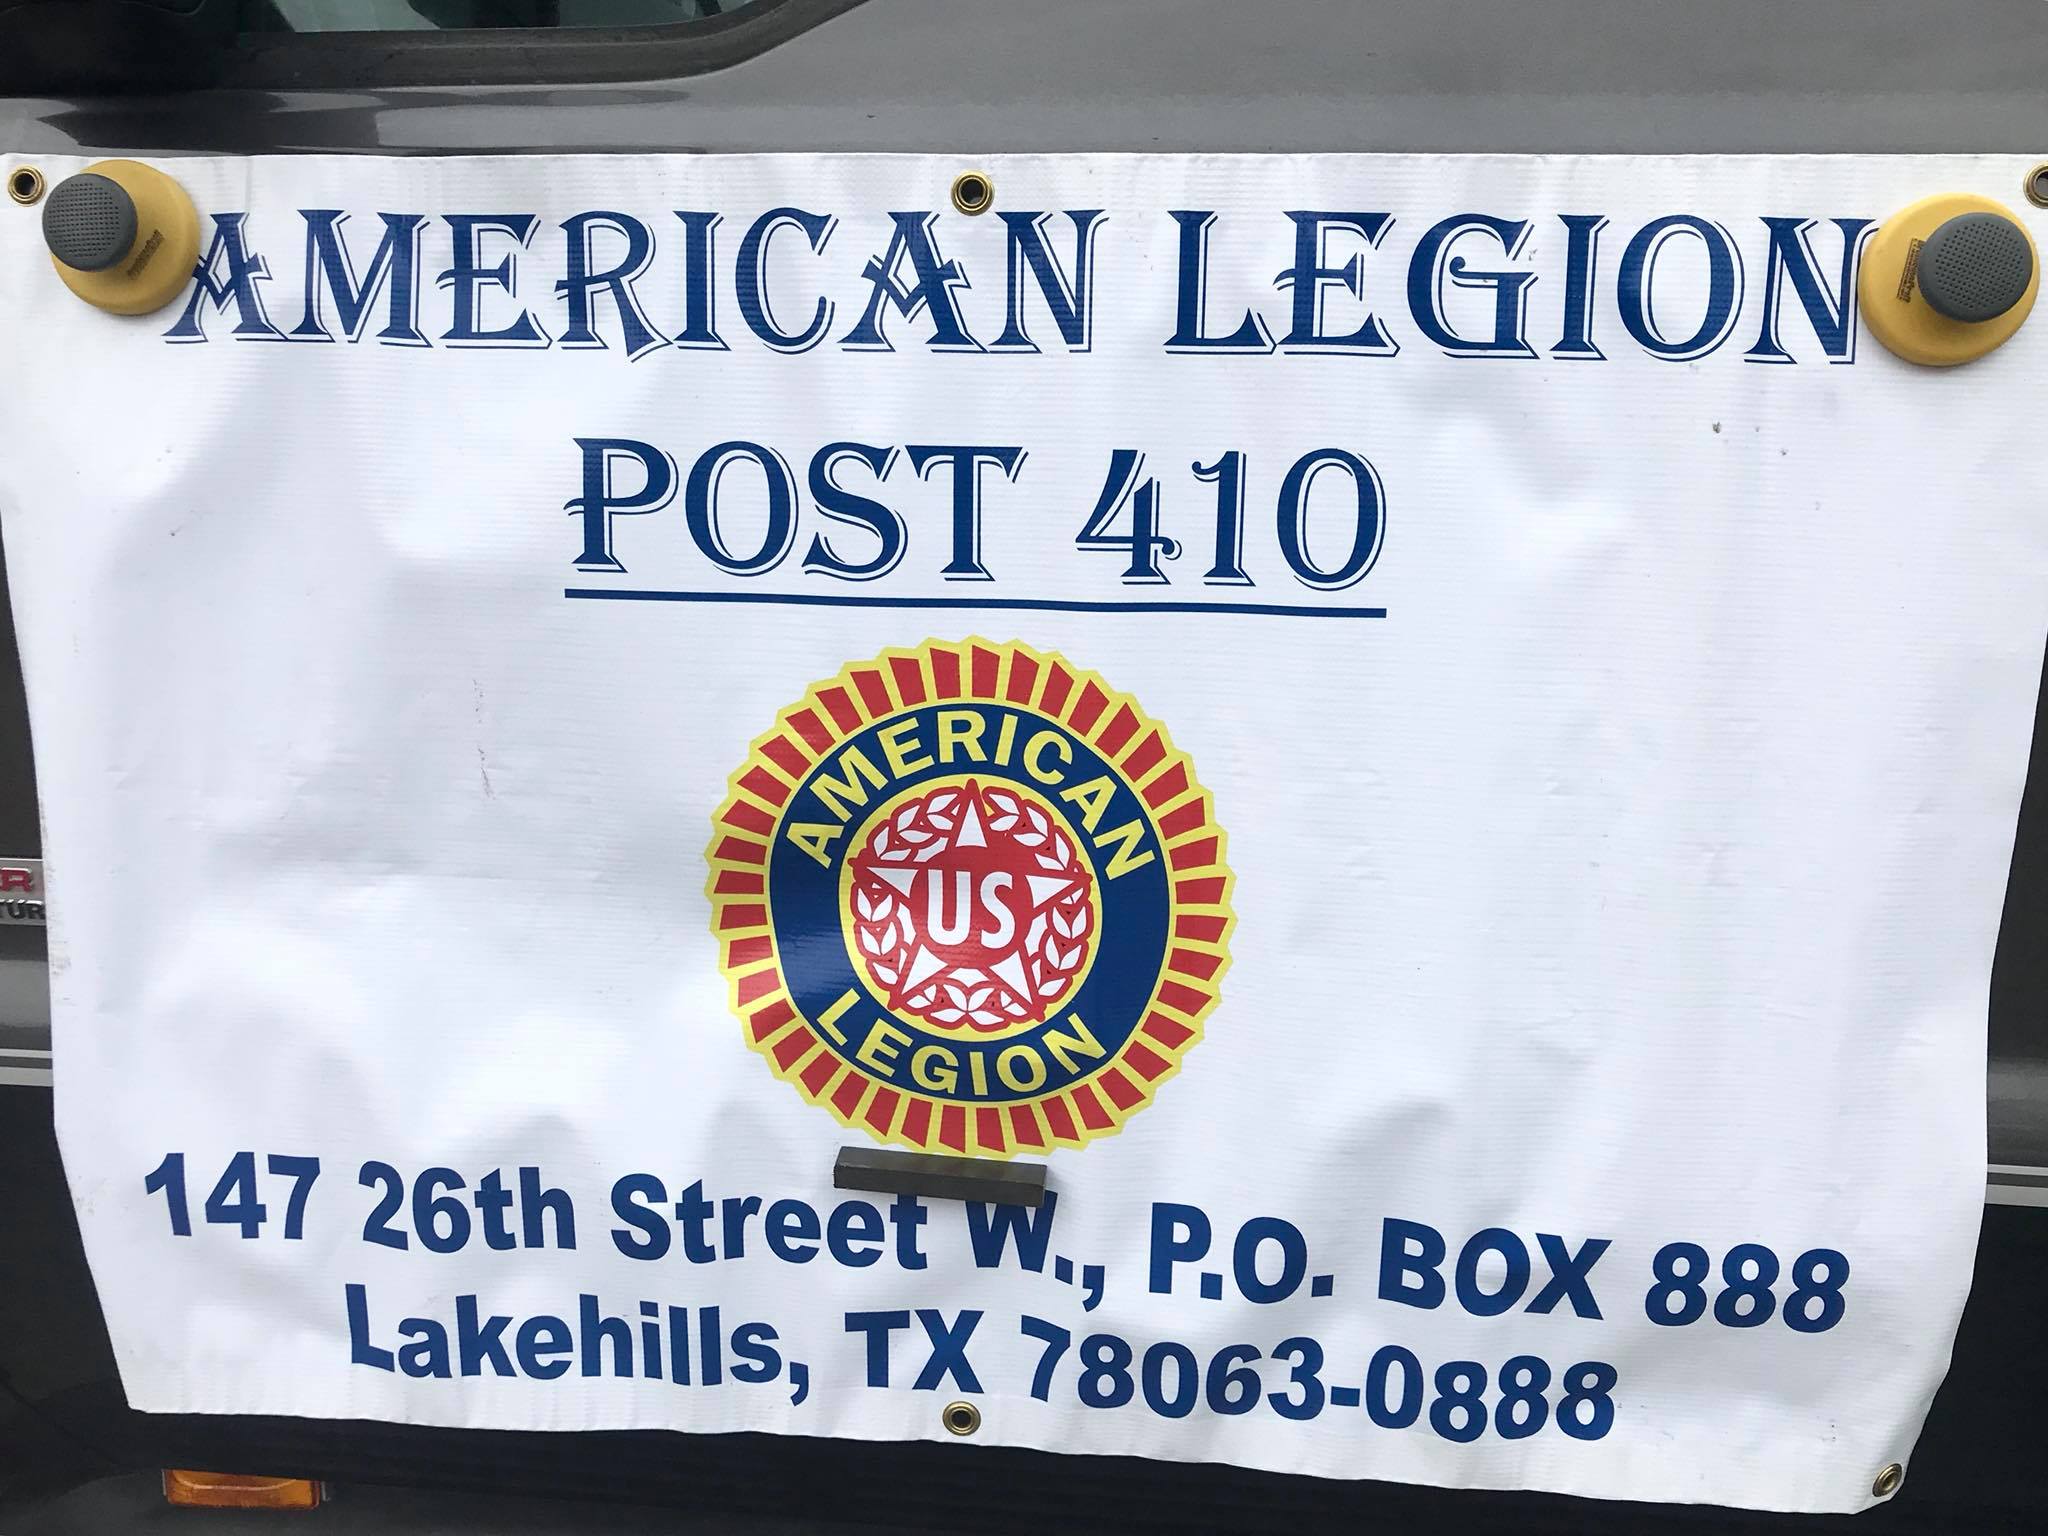 AMERICAN LEGION
POST 410
AMERICAN
US
LEGION
147 26th Street W., P.O. BOX 888
Lakehills, TX 78063-0888